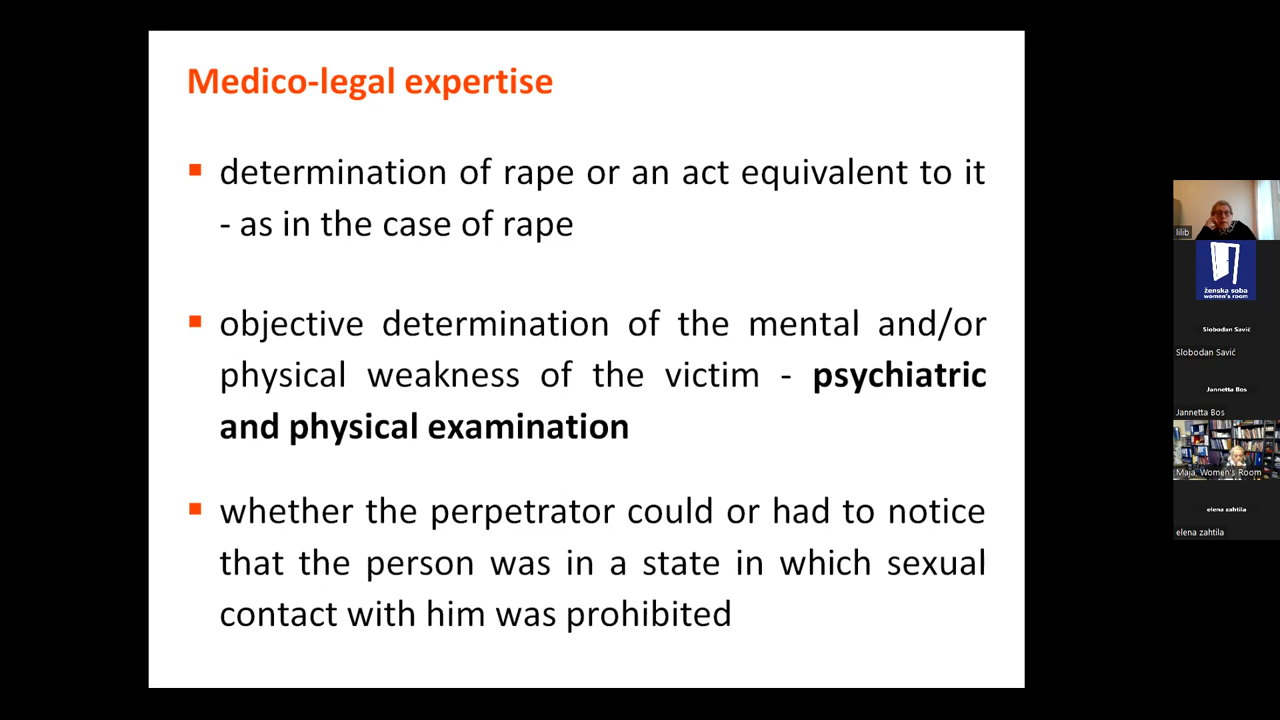 Medico-legal expertise
determination of rape or an act equivalent to it
- as in the case of rape
objective determination of the mental and/or
physical weakness of the victim - psychiatric
and physical examination
whether the perpetrator could or had to notice
that the person was in a state in which sexual
contact with him was prohibited
lilib
ženska soba
women's room
Slobodan Savić
Slobodan Savić
Jannetta Bos
Jannetta Bos
Maja, Women's Room
elena zahtila
elena zahtila